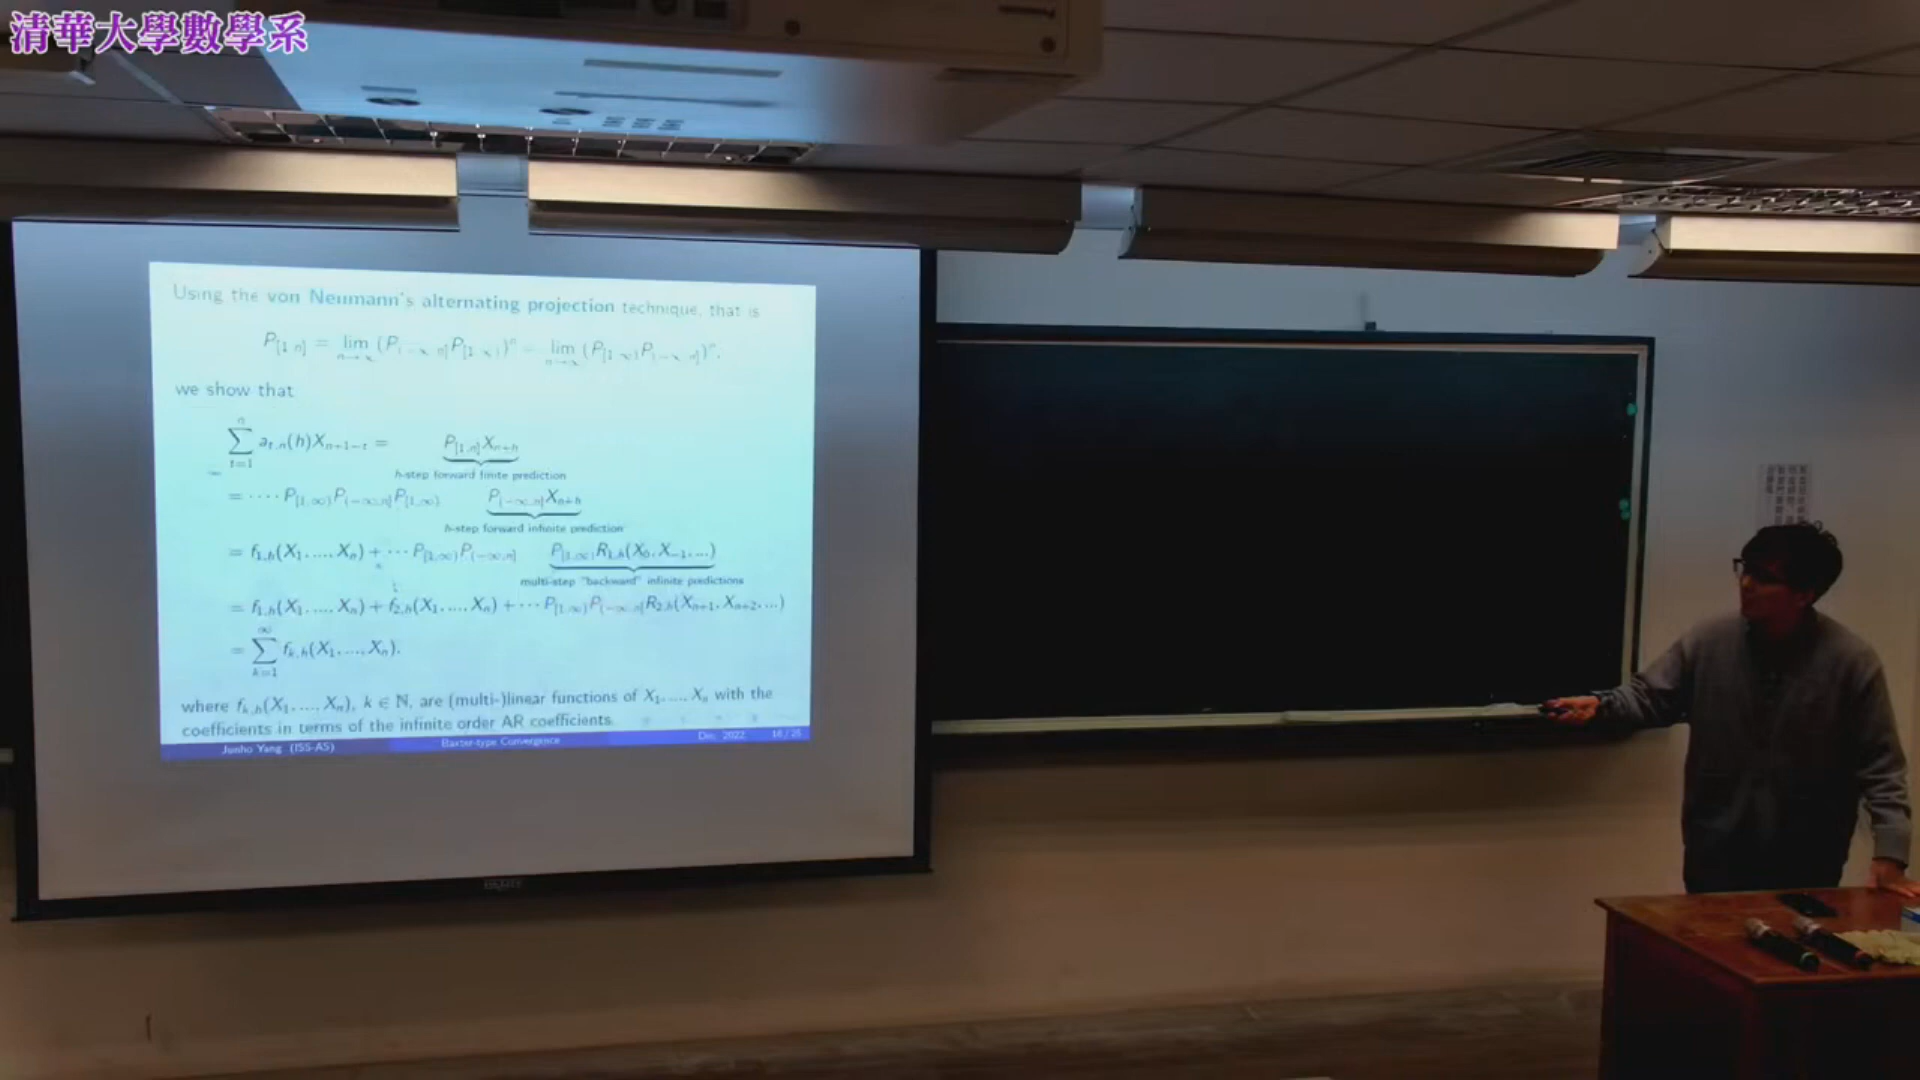 清華大學數學系
Using the von Neumann's alternating projection technique, that is
P_{[1,n]} = lim_{n→∞} (P_{(−∞,n]}P_{[1,∞)})^n = lim_{n→∞} (P_{[1,∞)}P_{(−∞,n]})^n.
we show that
∑_{t=1}^{n} a_{t,n}(h)X_{n+1−t} = P_{[1,n]}X_{n+h}
h-step forward finite prediction
= ···· P_{[1,∞)}P_{(−∞,n]}P_{[1,∞)} P_{(−∞,n]}X_{n+h}
h-step forward infinite prediction
= f_{1,h}(X_1, ..., X_n) + ··· P_{[1,∞)}P_{(−∞,n]} P_{[1,∞)}R_{1,h}(X_0, X_{−1}, ...)
multi-step "backward" infinite predictions
= f_{1,h}(X_1, ..., X_n) + f_{2,h}(X_1, ..., X_n) + ··· P_{[1,∞)}P_{(−∞,n]}R_{2,h}(X_{n+1}, X_{n+2}, ...)
= ∑_{k=1}^{∞} f_{k,h}(X_1, ..., X_n).
where f_{k,h}(X_1, ..., X_n), k ∈ ℕ, are (multi-)linear functions of X_1, ..., X_n with the
coefficients in terms of the infinite order AR coefficients.
Junho Yang (ISS-AS) Baxter-type Convergence Dec. 2022